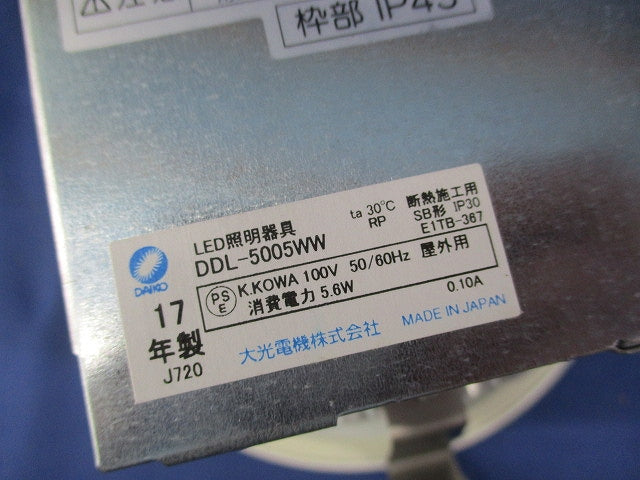 枠部 IP45
LED照明器具
DDL-5005WW
ta 30℃
RP
断熱施工用
SB形 IP30
E1TB-367
DAIKO
PS
E
K.KOWA 100V 50/60Hz 屋外用
消費電力 5.6W 0.10A
17
年製
J720
大光電機株式会社 MADE IN JAPAN